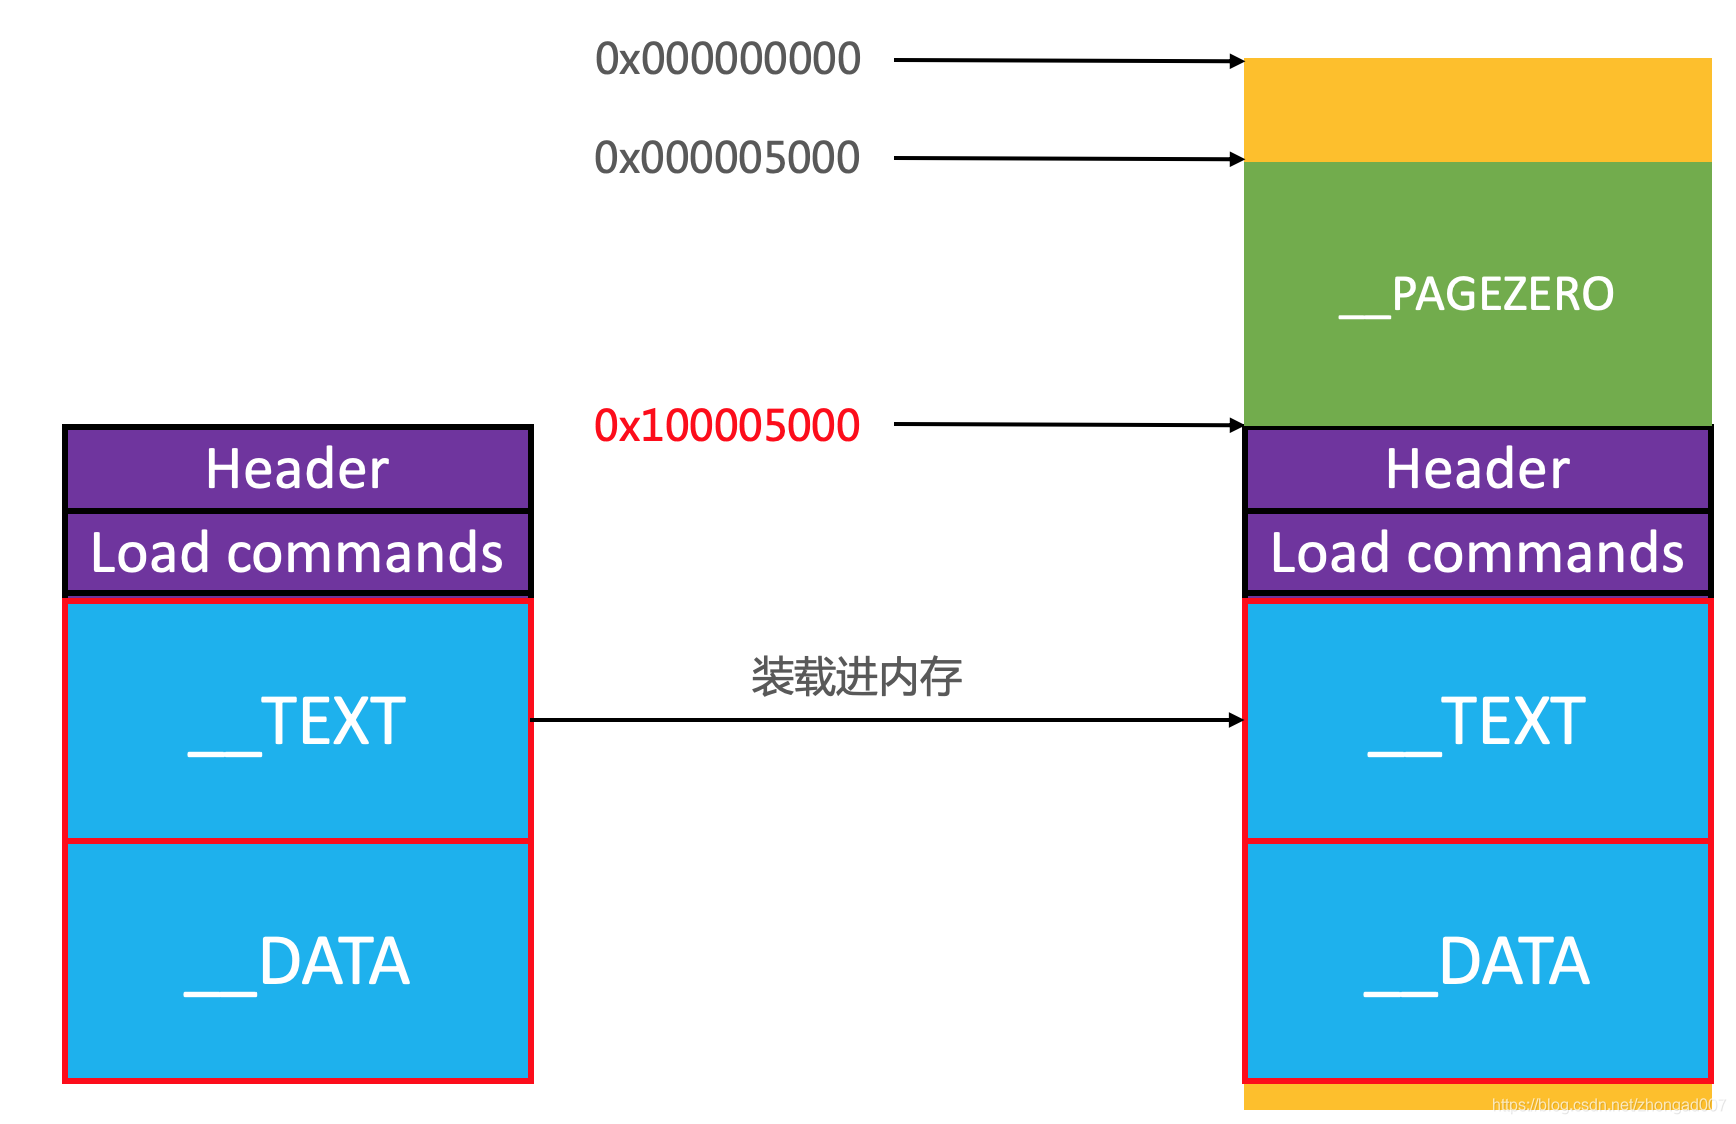 0x000000000
0x000005000
__PAGEZERO
0x100005000
Header
Header
Load commands
Load commands
装载进内存
__TEXT
__TEXT
__DATA
__DATA
https://blog.csdn.net/zhongad007